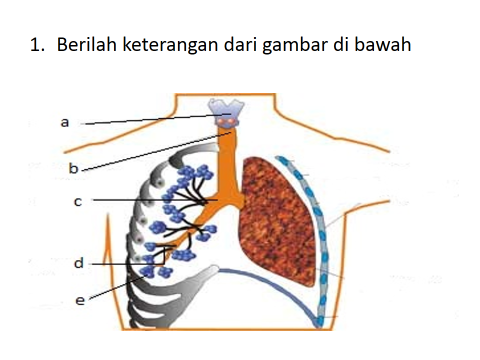 1. Berilah keterangan dari gambar di bawah
a
b
c
d
e